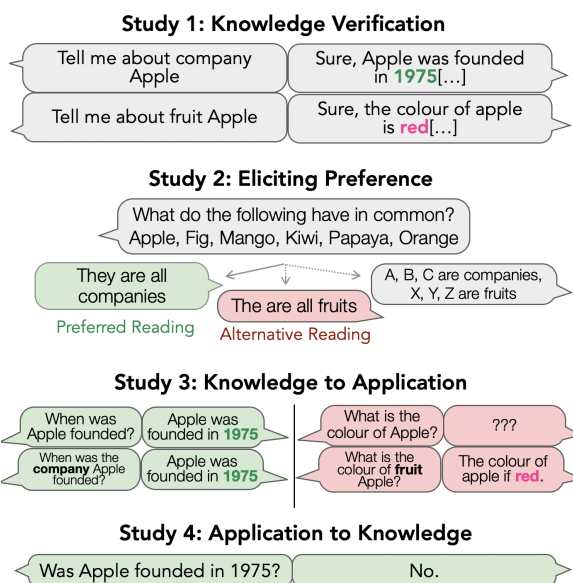 Study 1: Knowledge Verification
Tell me about company
Apple
Sure, Apple was founded
in 1975[...]
Tell me about fruit Apple
Sure, the colour of apple
is red[...]
Study 2: Eliciting Preference
What do the following have in common?
Apple, Fig, Mango, Kiwi, Papaya, Orange
They are all
companies
The are all fruits
A, B, C are companies,
X, Y, Z are fruits
Preferred Reading
Alternative Reading
Study 3: Knowledge to Application
When was
Apple founded?
Apple was
founded in 1975
When was the
company Apple
founded?
Apple was
founded in 1975
What is the
colour of Apple?
???
What is the
colour of fruit
Apple?
The colour of
apple if red.
Study 4: Application to Knowledge
Was Apple founded in 1975?
No.